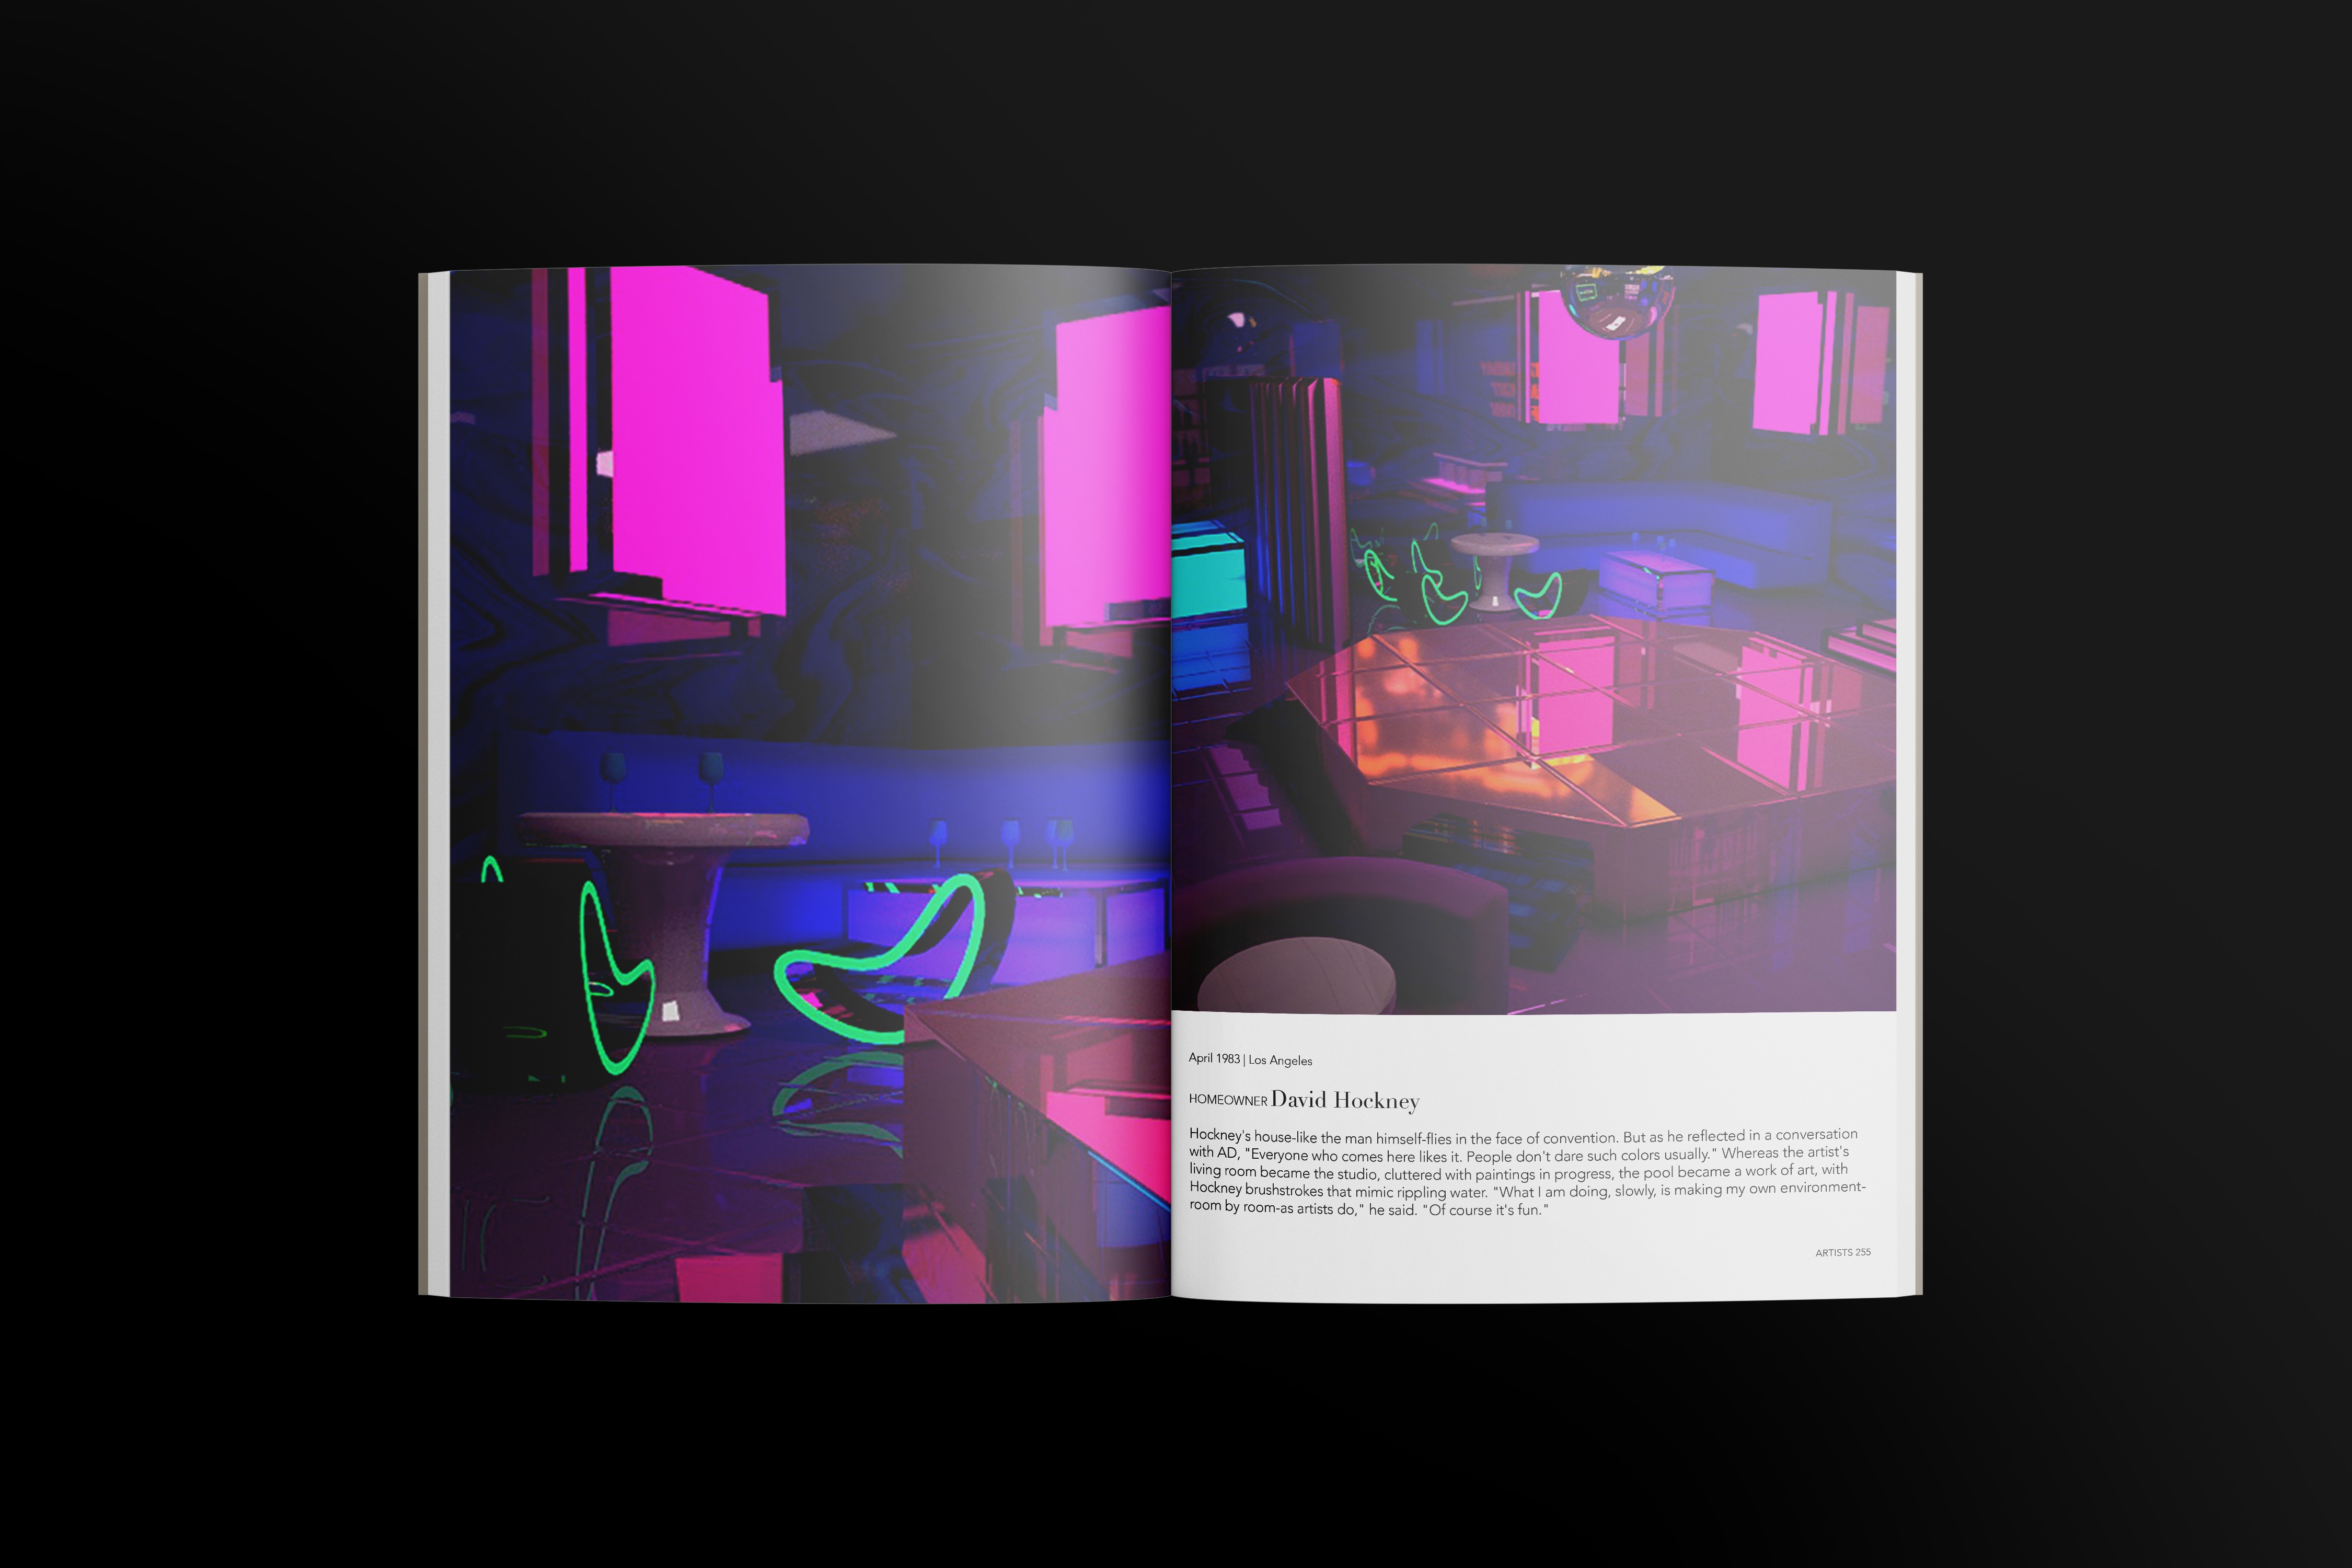 April 1983 | Los Angeles
HOMEOWNER David Hockney
Hockney's house-like the man himself-flies in the face of convention. But as he reflected in a conversation
with AD, "Everyone who comes here likes it. People don't dare such colors usually." Whereas the artist's
living room became the studio, cluttered with paintings in progress, the pool became a work of art, with
Hockney brushstrokes that mimic rippling water. "What I am doing, slowly, is making my own environment-
room by room-as artists do," he said. "Of course it's fun."
ARTISTS 255